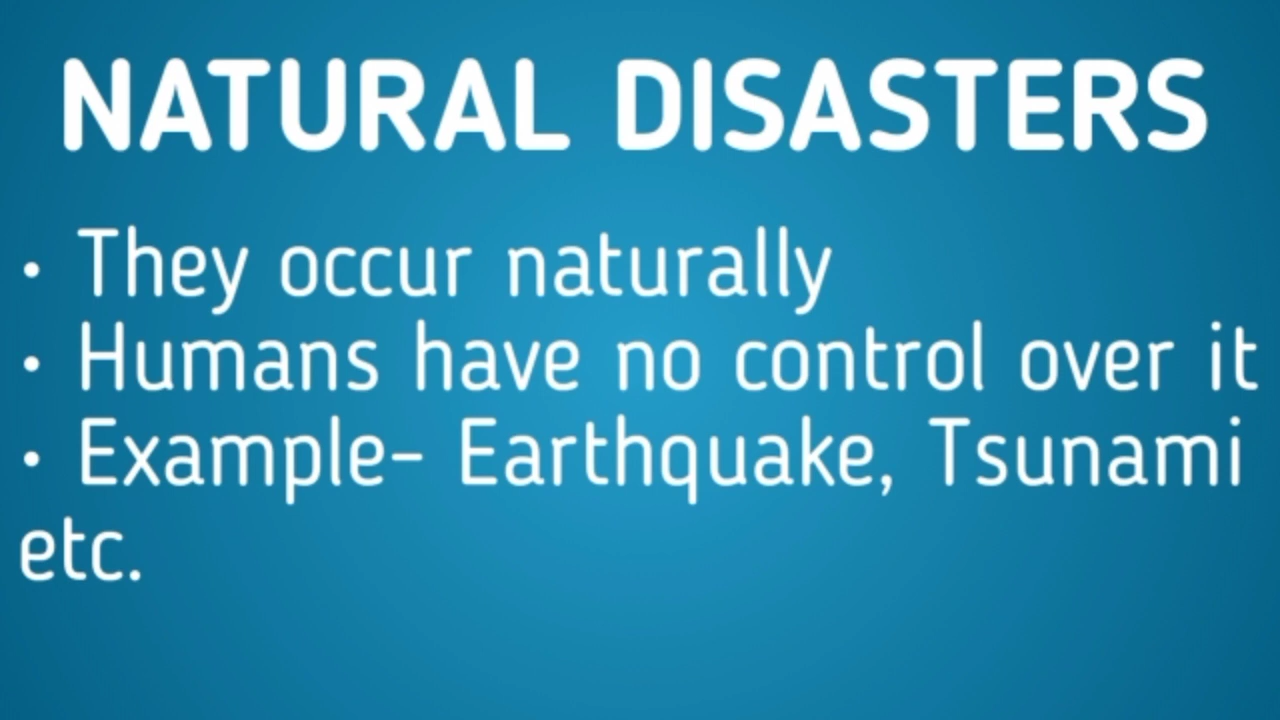 NATURAL DISASTERS
• They occur naturally
• Humans have no control over it
• Example- Earthquake, Tsunami
etc.